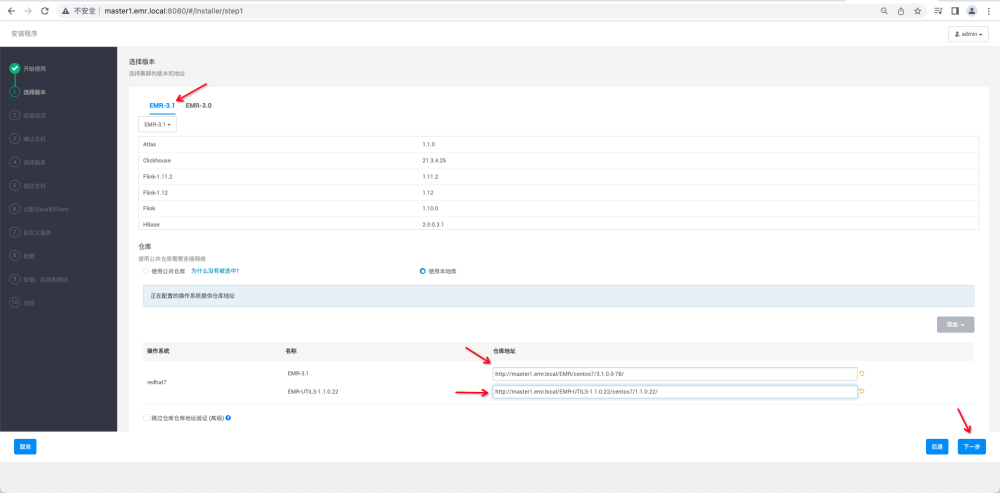 不安全 | master1.emr.local:8080/#/installer/step1
安装程序
admin
开始使用
1 选择版本
2 安装选项
3 确认主机
4 选择服务
5 指定主机
6 分配Slave和Client
7 自定义服务
8 检查
9 安装、启动和测试
10 总结
选择版本
选择集群的版本和地址
EMR-3.1 EMR-3.0
EMR-3.1
Atlas 1.1.0
Clickhouse 21.3.4.25
Flink-1.11.2 1.11.2
Flink-1.12 1.12
Flink 1.10.0
HBase 2.0.0.3.1
仓库
使用公共仓库需要连接网络
使用公共仓库 为什么没有被选中? 使用本地库
正在配置的操作系统提供仓库地址
添加
操作系统 名称 仓库地址
redhat7
EMR-3.1 http://master1.emr.local/EMR/centos7/3.1.0.0-78/
EMR-UTILS-1.1.0.22 http://master1.emr.local/EMR-UTILS-1.1.0.22/centos7/1.1.0.22/
跳过仓库仓库地址验证 (高级) ?
取消 后退 下一步